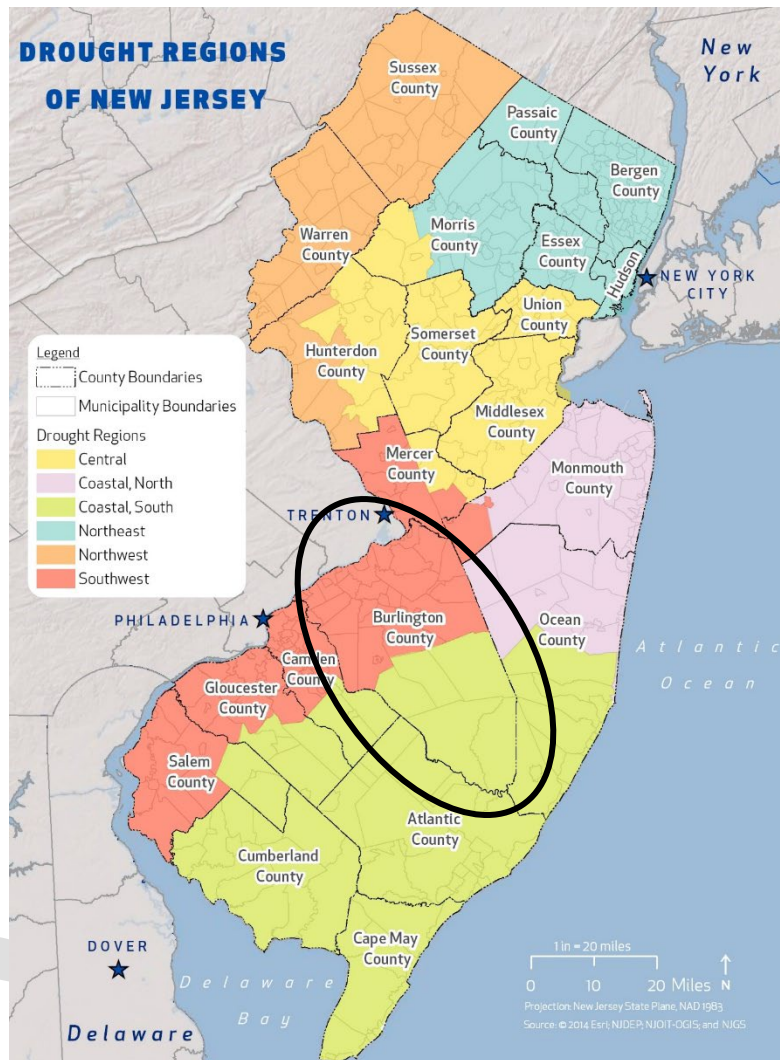 DROUGHT REGIONS
OF NEW JERSEY
New
York
Sussex
County
Passaic
County
Bergen
County
Warren
County
Morris
County
Essex
County
Hudson
NEW YORK
CITY
Union
County
Somerset
County
Hunterdon
County
Middlesex
County
Mercer
County
Monmouth
County
Legend
County Boundaries
Municipality Boundaries
Drought Regions
Central
Coastal, North
Coastal, South
Northeast
Northwest
Southwest
TRENTON
PHILADELPHIA
Burlington
County
Ocean
County
Camden
County
Gloucester
County
Atlantic
Ocean
Salem
County
Atlantic
County
Cumberland
County
Cape May
County
DOVER
Delaware
Bay
Delaware
1 in = 20 miles
0 10 20 Miles
N
Projection: New Jersey State Plane, NAD 1983
Source: © 2014 Esri; NJDEP; NJOIT-OGIS; and NJGS